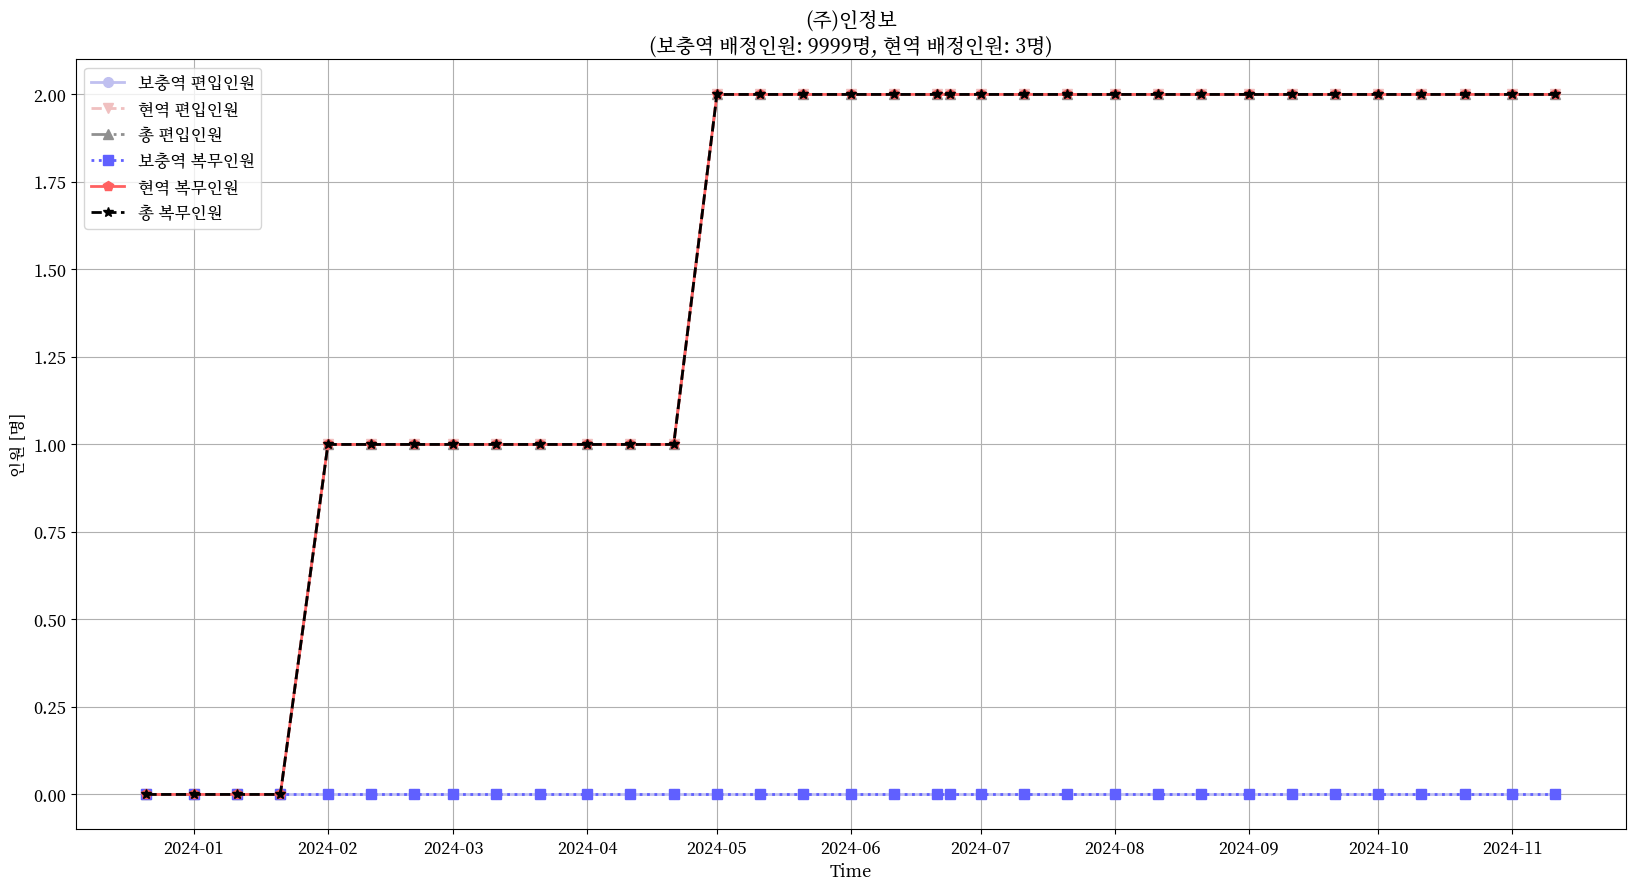 (주)인정보
(보충역 배정인원: 9999명, 현역 배정인원: 3명)
보충역 편입인원
현역 편입인원
총 편입인원
보충역 복무인원
현역 복무인원
총 복무인원
2.00
1.75
1.50
1.25
1.00
0.75
0.50
0.25
0.00
인원 [명]
2024-01 2024-02 2024-03 2024-04 2024-05 2024-06 2024-07 2024-08 2024-09 2024-10 2024-11
Time